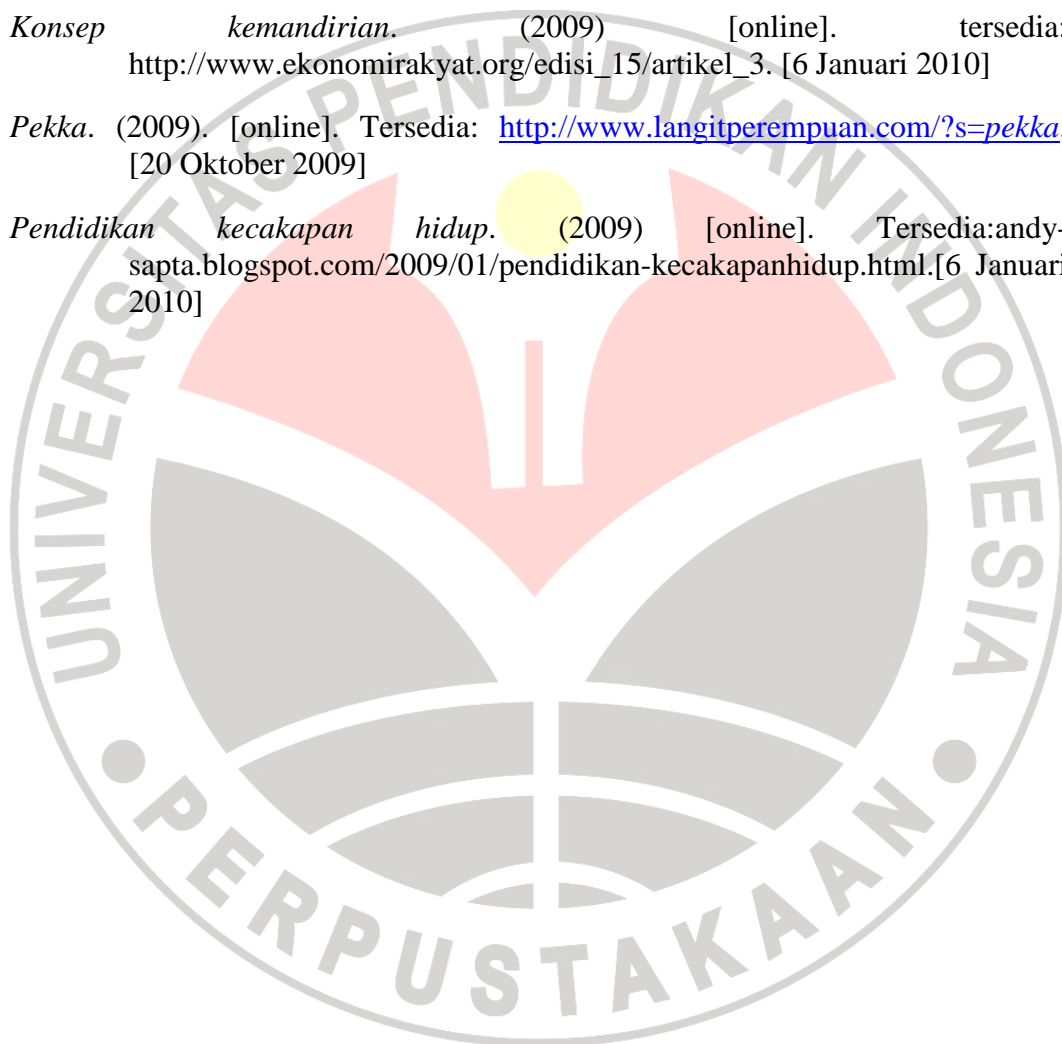 Konsep kemandirian. (2009) [online]. tersedia:
http://www.ekonomirakyat.org/edisi_15/artikel_3. [6 Januari 2010]
Pekka. (2009). [online]. Tersedia: http://www.langitperempuan.com/?s=pekka.
[20 Oktober 2009]
Pendidikan kecakapan hidup. (2009) [online]. Tersedia:andy-
sapta.blogspot.com/2009/01/pendidikan-kecakapanhidup.html.[6 Januari
2010]
UNIVERSITAS PENDIDIKAN INDONESIA
PERPUSTAKAAN